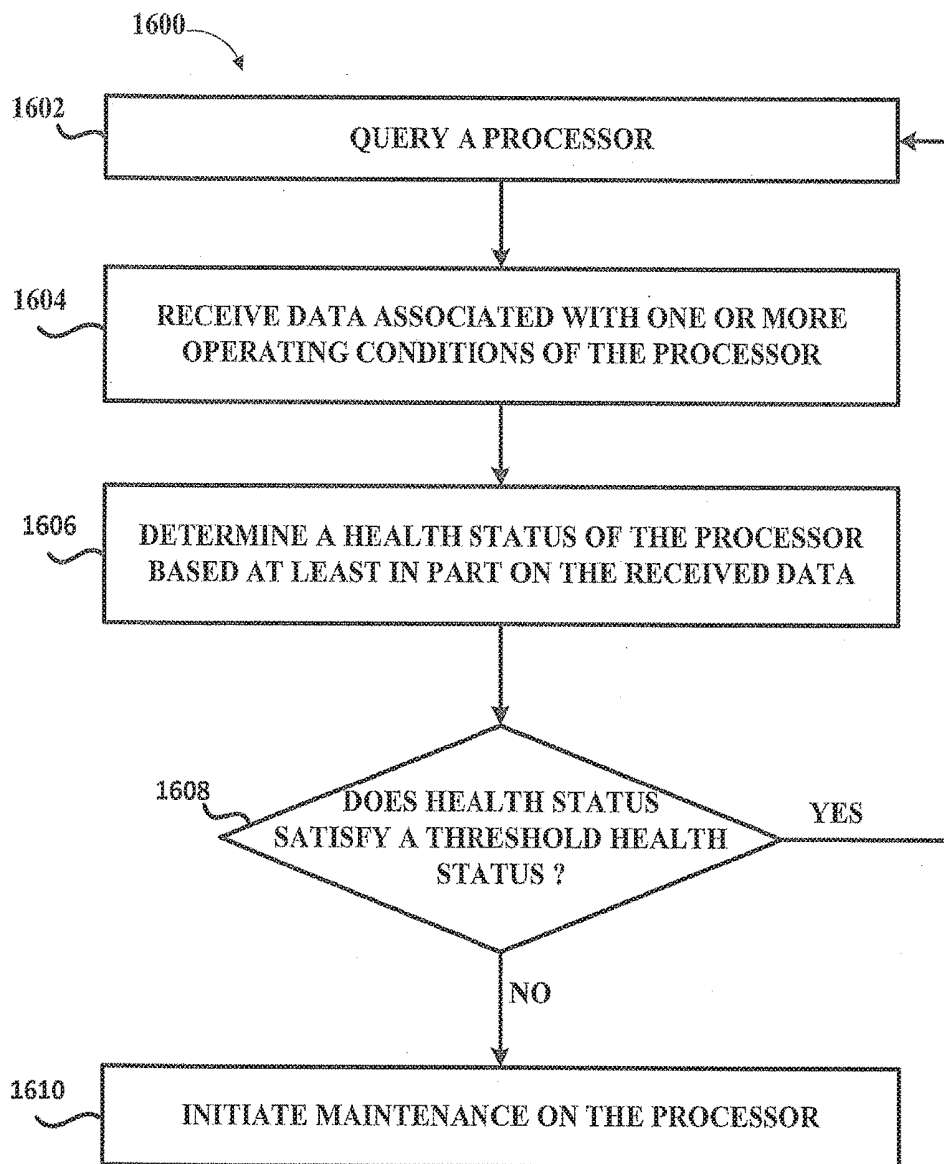 1600
1602
QUERY A PROCESSOR
1604
RECEIVE DATA ASSOCIATED WITH ONE OR MORE
OPERATING CONDITIONS OF THE PROCESSOR
1606
DETERMINE A HEALTH STATUS OF THE PROCESSOR
BASED AT LEAST IN PART ON THE RECEIVED DATA
1608
DOES HEALTH STATUS
SATISFY A THRESHOLD HEALTH
STATUS ?
YES
NO
1610
INITIATE MAINTENANCE ON THE PROCESSOR